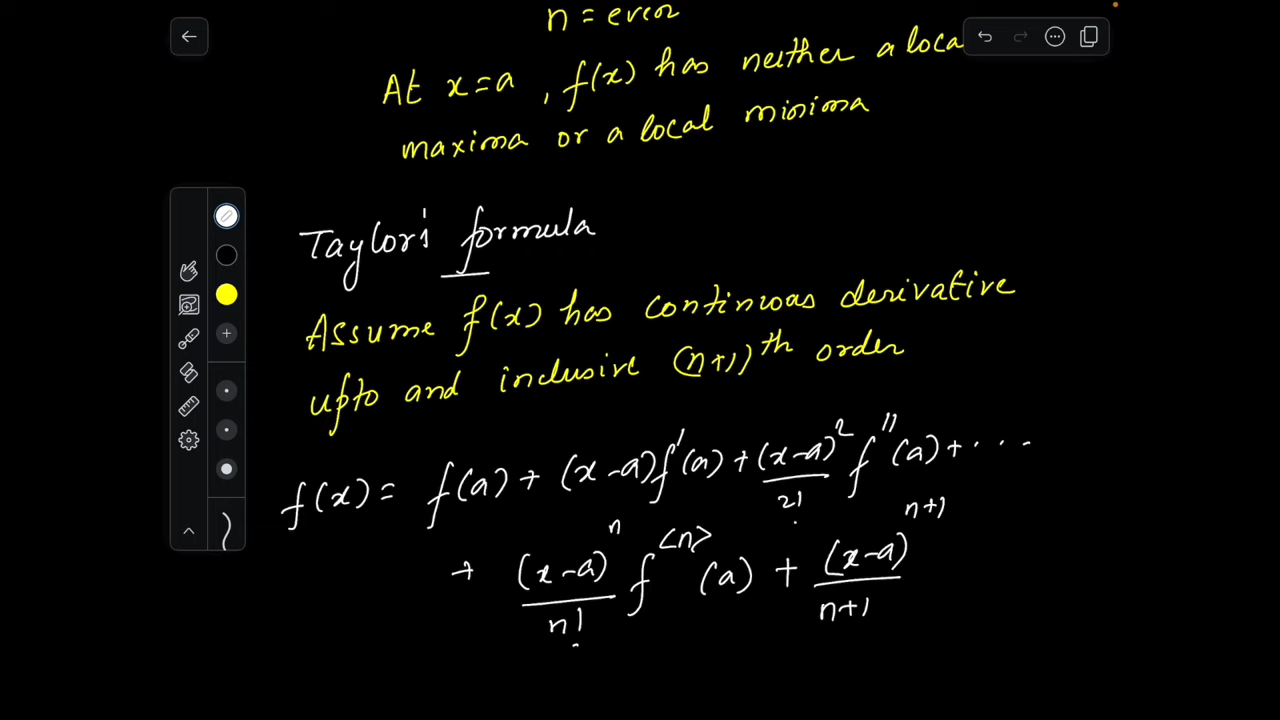 n = even
At x=a , f(x) has neither a loca
maxima or a local minima
Taylor's formula
Assume f(x) has continuous derivative
upto and inclusive (n+1)th order
f(x) = f(a) + (x-a)f'(a) + (x-a)^2/2! f''(a) + ...
+ (x-a)^n/n! f^<n>(a) + (x-a)^n+1/n+1